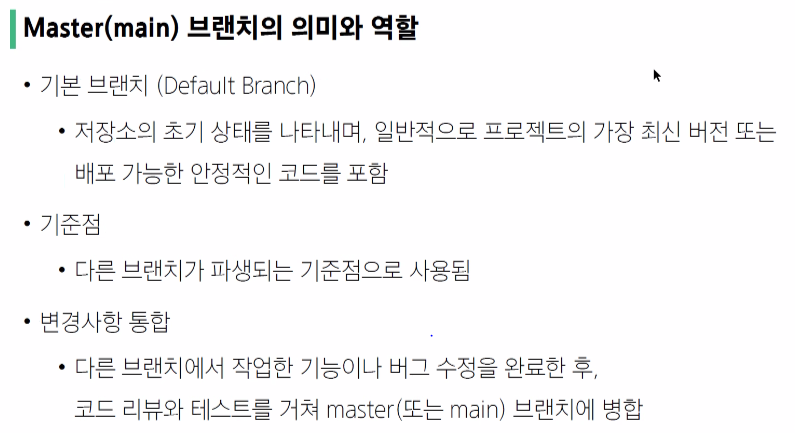 Master(main) 브랜치의 의미와 역할
• 기본 브랜치 (Default Branch)
• 저장소의 초기 상태를 나타내며, 일반적으로 프로젝트의 가장 최신 버전 또는
배포 가능한 안정적인 코드를 포함
• 기준점
• 다른 브랜치가 파생되는 기준점으로 사용됨
• 변경사항 통합
• 다른 브랜치에서 작업한 기능이나 버그 수정을 완료한 후,
코드 리뷰와 테스트를 거쳐 master(또는 main) 브랜치에 병합